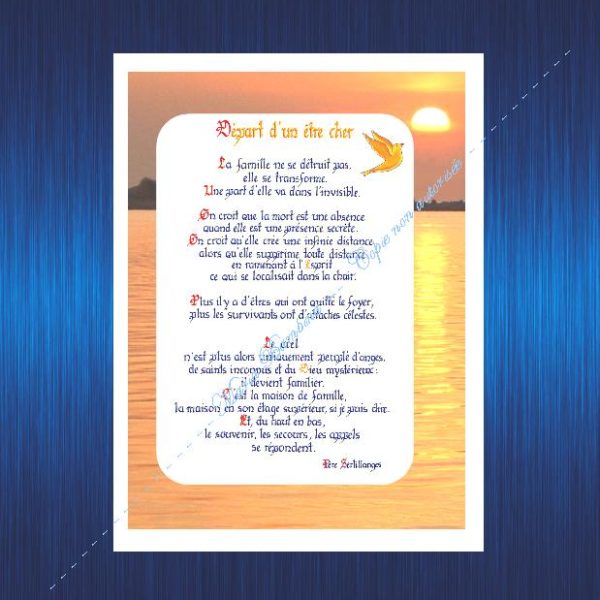 Départ d'un être cher
La famille ne se détruit pas,
elle se transforme.
Une part d'elle va dans l'invisible.
On croit que la mort est une absence
quand elle est une présence secrète.
On croit qu'elle crée une infinie distance
alors qu'elle supprime toute distance
en ramenant à l'Esprit
ce qui se localisait dans la chair.
Plus il y a d'êtres qui ont quitté le foyer,
plus les survivants ont d'attaches célestes.
Le ciel
n'est plus alors uniquement peuplé d'anges,
de saints inconnus et du Dieu mystérieux :
il devient familier.
C'est la maison de famille,
la maison en son étage supérieur, si je puis dire.
Et, du haut en bas,
le souvenir, les secours, les appels
se répondent.
Père Sertillanges
Copie non autorisée